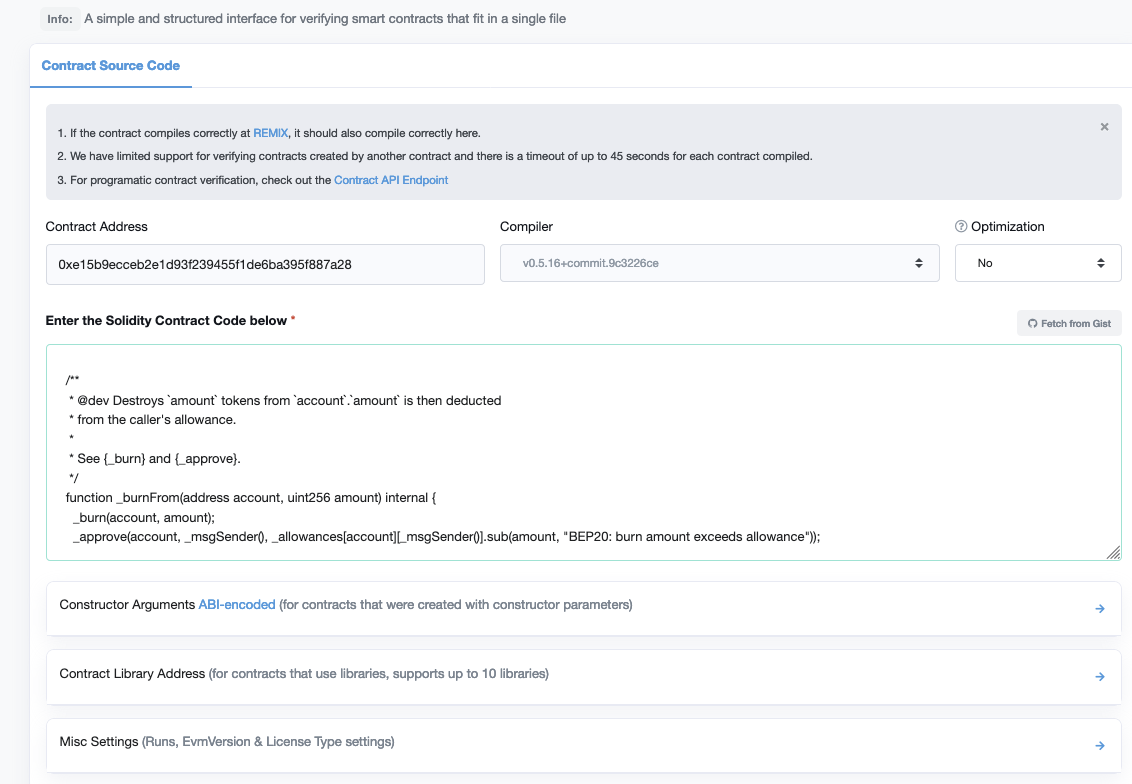 Info: A simple and structured interface for verifying smart contracts that fit in a single file
Contract Source Code
1. If the contract compiles correctly at REMIX, it should also compile correctly here.
2. We have limited support for verifying contracts created by another contract and there is a timeout of up to 45 seconds for each contract compiled.
3. For programatic contract verification, check out the Contract API Endpoint
Contract Address
Compiler
Optimization
0xe15b9ecceb2e1d93f239455f1de6ba395f887a28
v0.5.16+commit.9c3226ce
No
Enter the Solidity Contract Code below *
Fetch from Gist
/**
* @dev Destroys `amount` tokens from `account`.`amount` is then deducted
* from the caller's allowance.
*
* See {_burn} and {_approve}.
*/
function _burnFrom(address account, uint256 amount) internal {
_burn(account, amount);
_approve(account, _msgSender(), _allowances[account][_msgSender()].sub(amount, "BEP20: burn amount exceeds allowance"));
Constructor Arguments ABI-encoded (for contracts that were created with constructor parameters)
Contract Library Address (for contracts that use libraries, supports up to 10 libraries)
Misc Settings (Runs, EvmVersion & License Type settings)